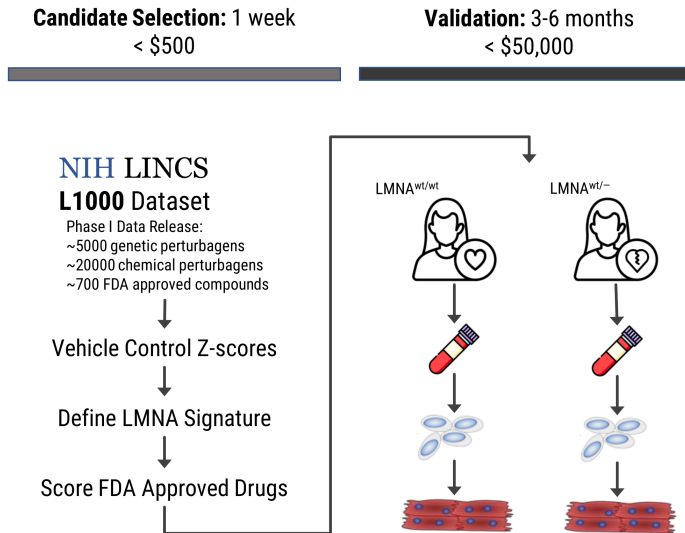 Candidate Selection: 1 week
< $500
Validation: 3-6 months
< $50,000
NIH LINCS
L1000 Dataset
Phase I Data Release:
~5000 genetic perturbagens
~20000 chemical perturbagens
~700 FDA approved compounds
Vehicle Control Z-scores
Define LMNA Signature
Score FDA Approved Drugs
LMNAwt/wt
LMNAwt/–